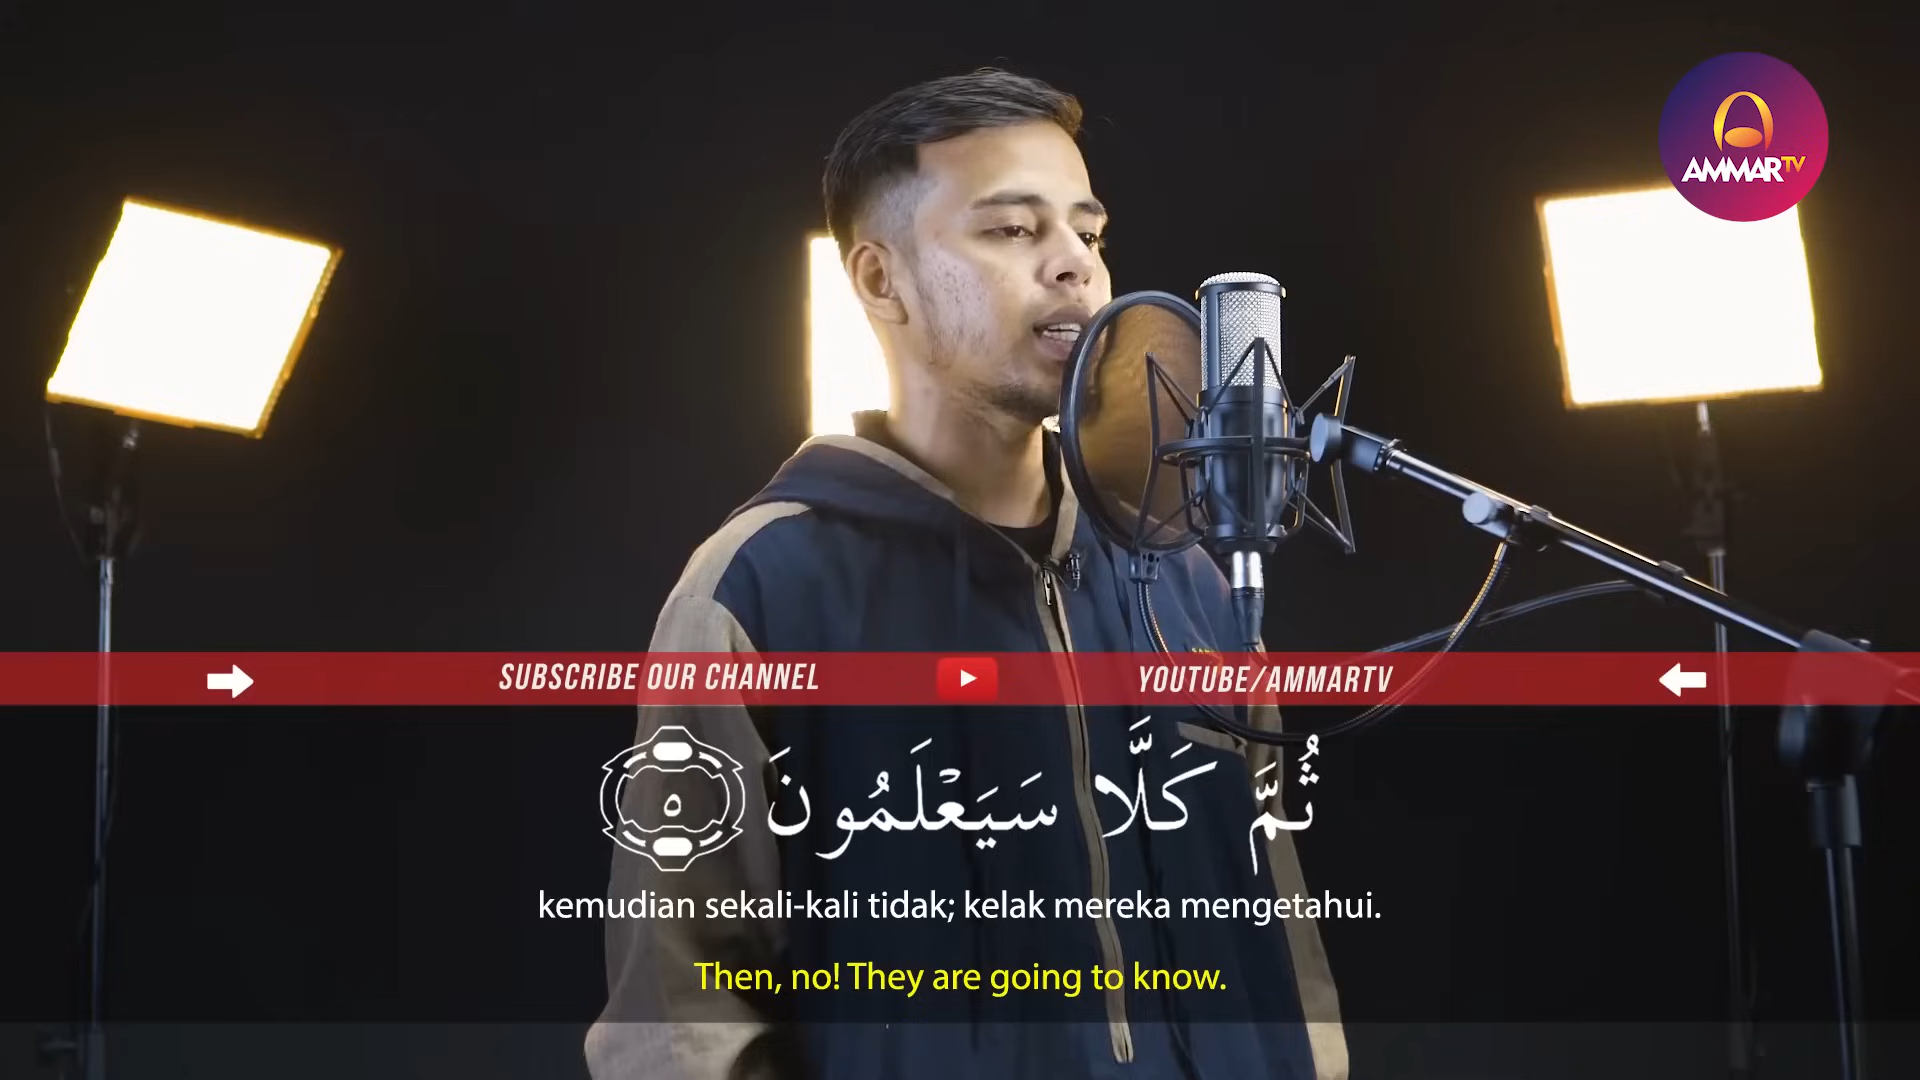 AMMARTV
SUBSCRIBE OUR CHANNEL
YOUTUBE/AMMARTV
ثُمَّ كَلَّا سَيَعْلَمُونَ ٥
kemudian sekali-kali tidak; kelak mereka mengetahui.
Then, no! They are going to know.